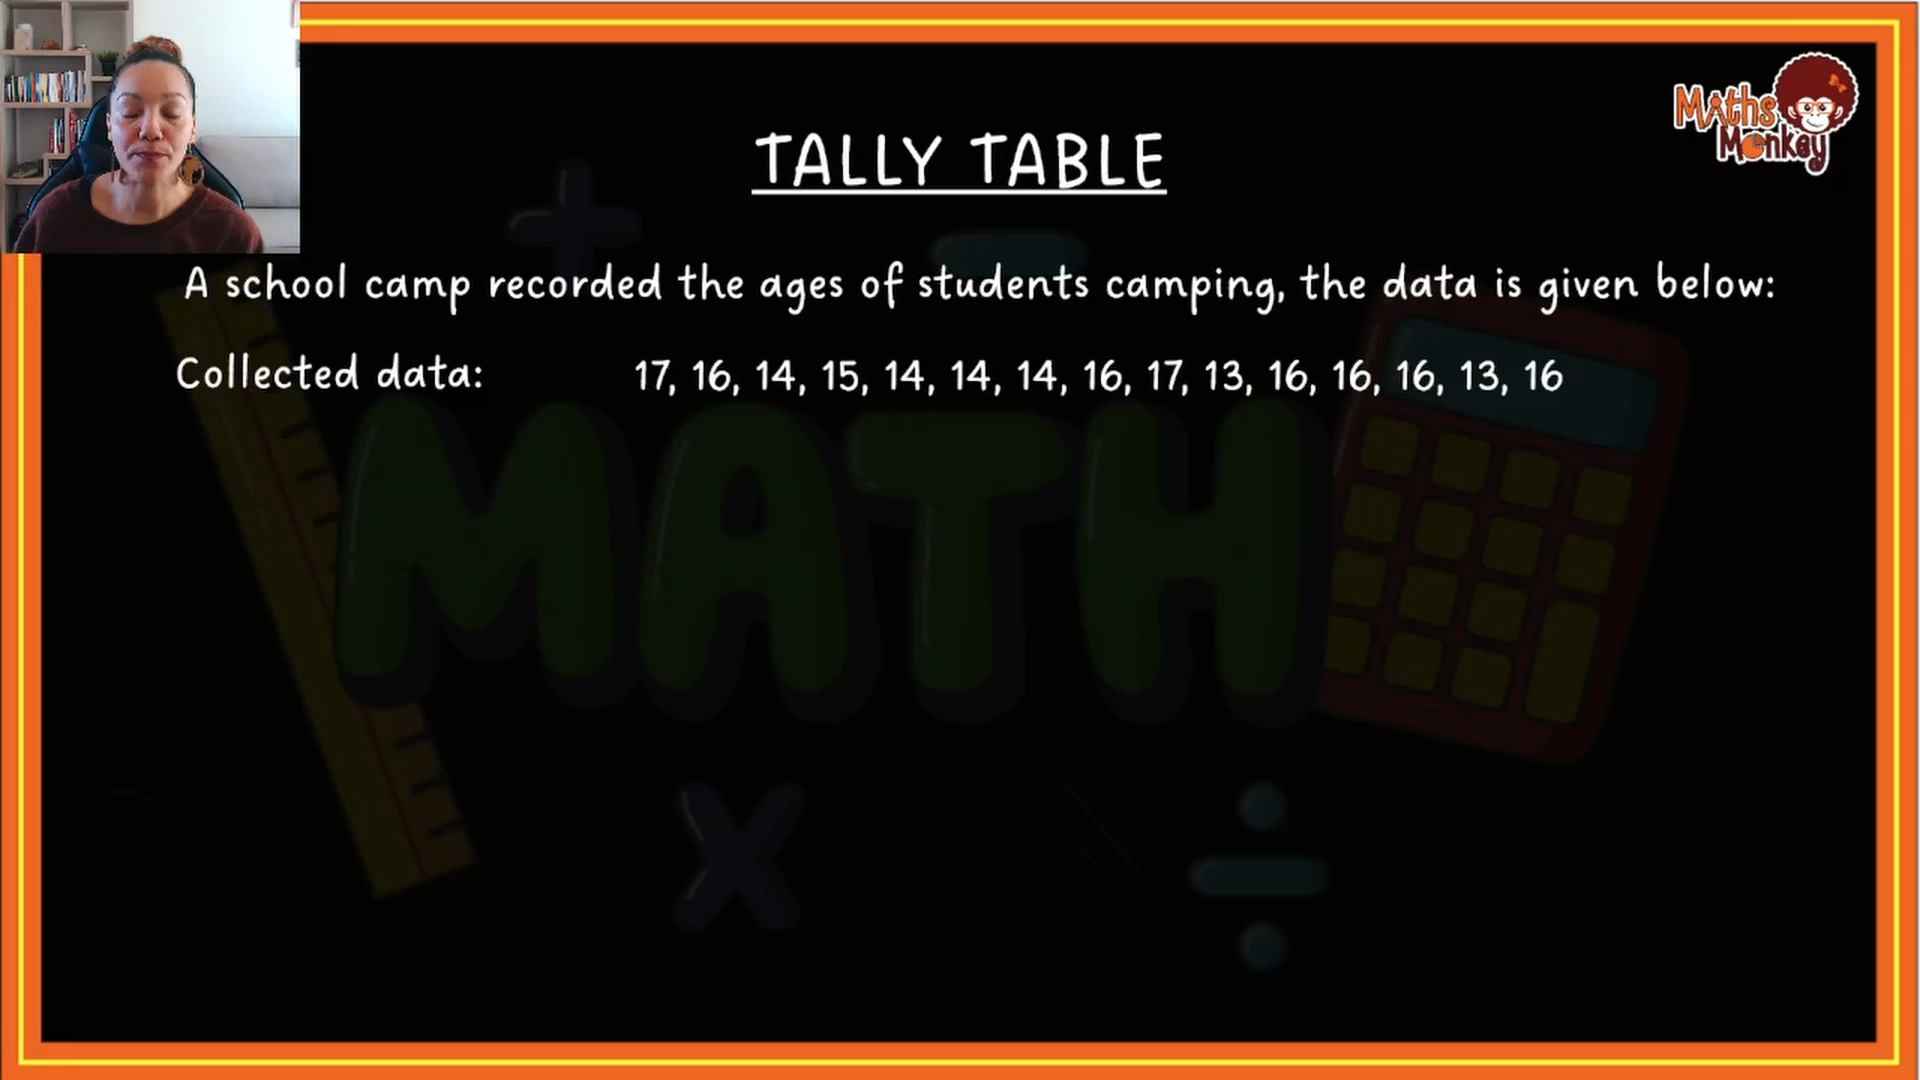 Maths
Monkey
TALLY TABLE
A school camp recorded the ages of students camping, the data is given below:
Collected data: 17, 16, 14, 15, 14, 14, 14, 16, 17, 13, 16, 16, 16, 13, 16
MATH